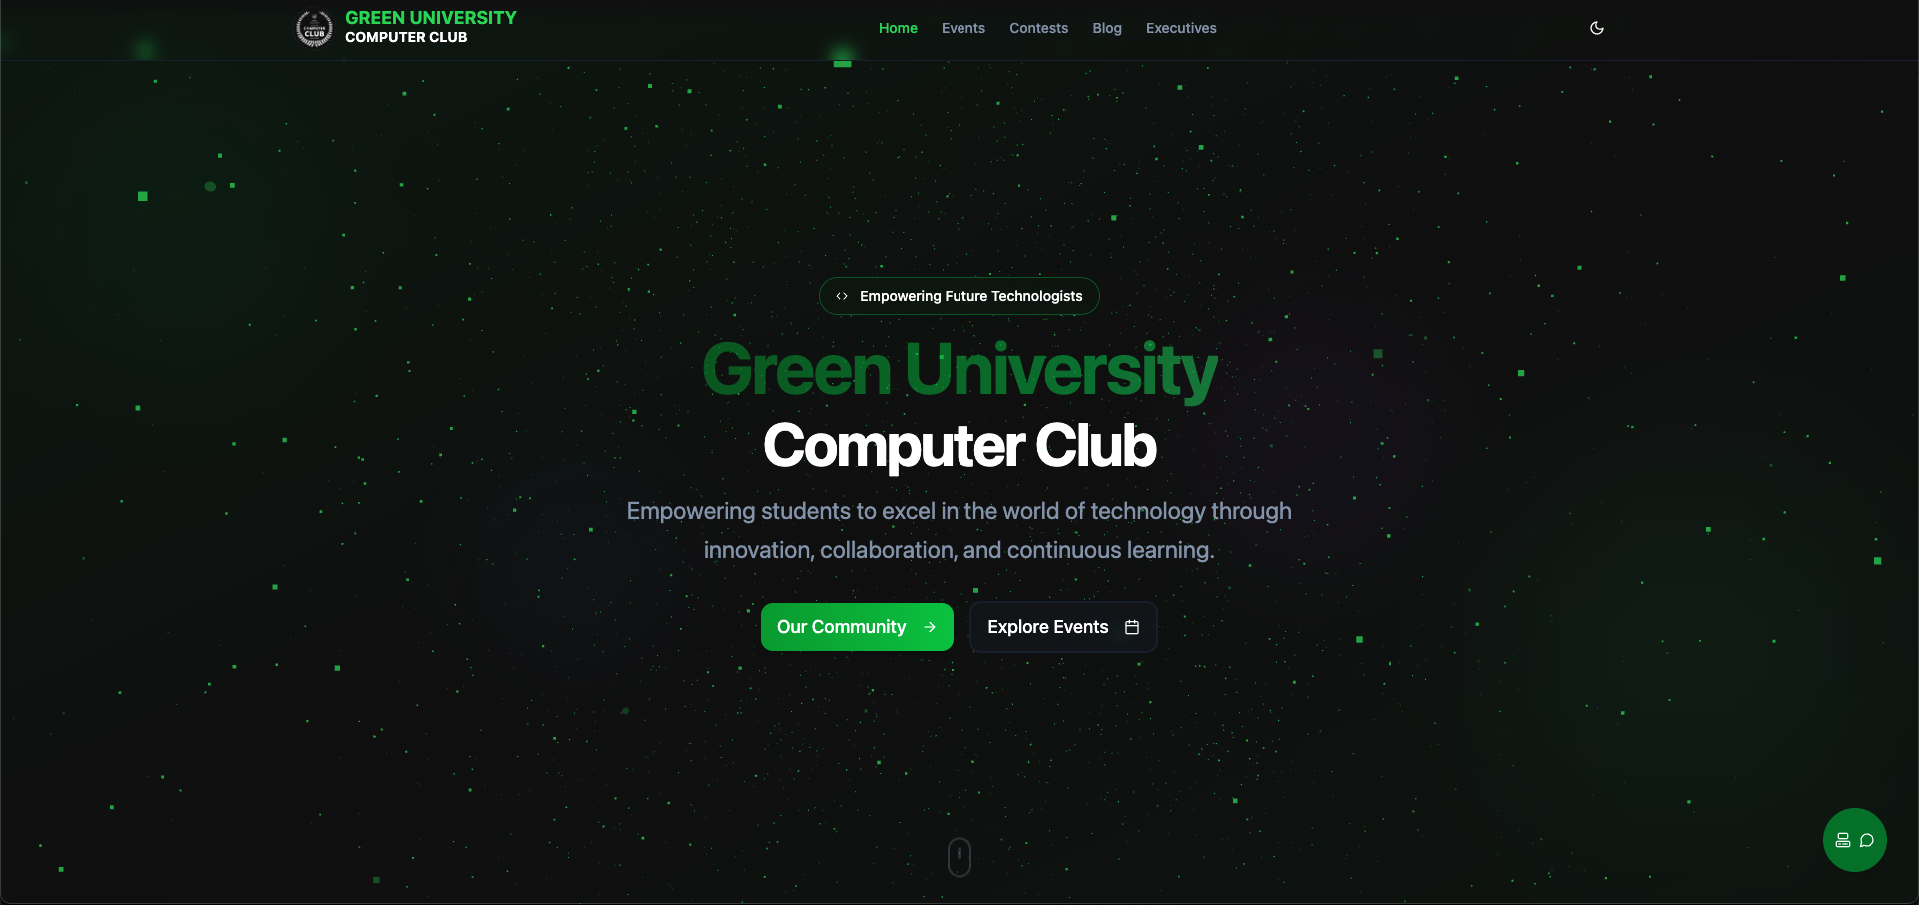 COMPUTER
CLUB
GREEN UNIVERSITY
COMPUTER CLUB
Home
Events
Contests
Blog
Executives
Empowering Future Technologists
Green University
Computer Club
Empowering students to excel in the world of technology through
innovation, collaboration, and continuous learning.
Our Community
Explore Events